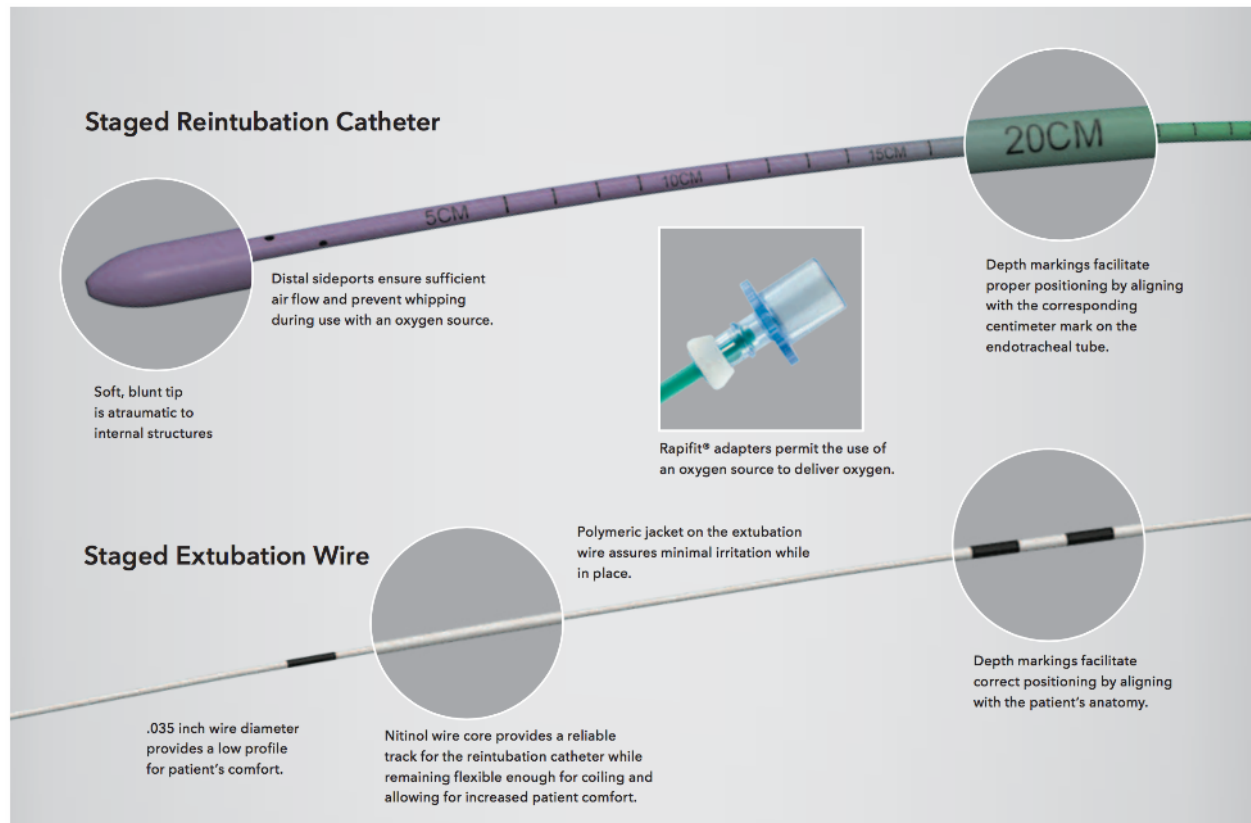 Staged Reintubation Catheter
5CM
10CM
15CM
20CM
Distal sideports ensure sufficient
air flow and prevent whipping
during use with an oxygen source.
Soft, blunt tip
is atraumatic to
internal structures
Depth markings facilitate
proper positioning by aligning
with the corresponding
centimeter mark on the
endotracheal tube.
Rapifit® adapters permit the use of
an oxygen source to deliver oxygen.
Staged Extubation Wire
Polymeric jacket on the extubation
wire assures minimal irritation while
in place.
.035 inch wire diameter
provides a low profile
for patient's comfort.
Nitinol wire core provides a reliable
track for the reintubation catheter while
remaining flexible enough for coiling and
allowing for increased patient comfort.
Depth markings facilitate
correct positioning by aligning
with the patient's anatomy.